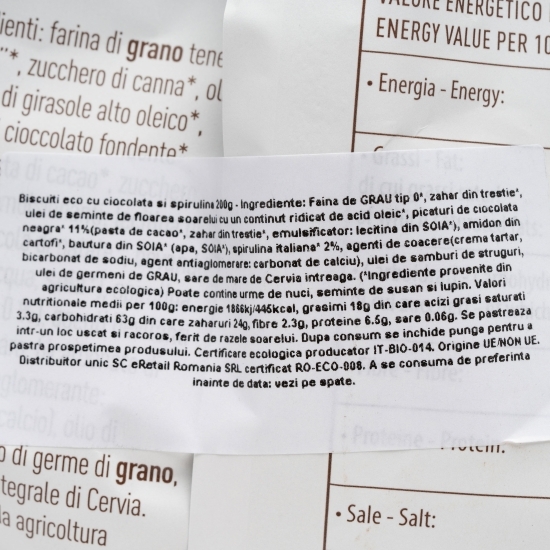 VALORE ENERGETICO
ENERGY VALUE PER 10
ienti: farina di grano tene
*, zucchero di canna*, ol
di girasole alto oleico*,
cioccolato fondente*
• Energia - Energy:
Grassi - Fat:
Biscuiti eco cu ciocolata si spirulina 200g - Ingrediente: Faina de GRAU tip 0*, zahar din trestie*,
ulei de seminte de floarea soarelui cu un continut ridicat de acid oleic*, picaturi de ciocolata
neagra* 11%(pasta de cacao*, zahar din trestie*, emulsificator: lecitina din SOIA*), amidon din
cartofi*, bautura din SOIA* (apa, SOIA*), spirulina italiana* 2%, agenti de coacere(crema tartar,
bicarbonat de sodiu, agent antiaglomerare: carbonat de calciu), ulei de samburi de struguri,
ulei de germeni de GRAU, sare de mare de Cervia intreaga. (*Ingrediente provenite din
agricultura ecologica) Poate contine urme de nuci, seminte de susan si lupin. Valori
nutritionale medii per 100g: energie 1866kj/445kcal, grasimi 18g din care acizi grasi saturati
3.3g, carbohidrati 63g din care zaharuri 24g, fibre 2.3g, proteine 6.5g, sare 0.06g. Se pastreaza
intr-un loc uscat si racoros, ferit de razele soarelui. Dupa consum se inchide punga pentru a
pastra prospetimea produsului. Certificare ecologica producator IT-BIO-014. Origine UE/NON UE.
Distribuitor unic SC eRetail Romania SRL certificat RO-ECO-008. A se consuma de preferinta
inainte de data: vezi pe spate.
Proteine - Protein:
o di germe di grano,
tegrale di Cervia.
a agricoltura
• Sale - Salt: